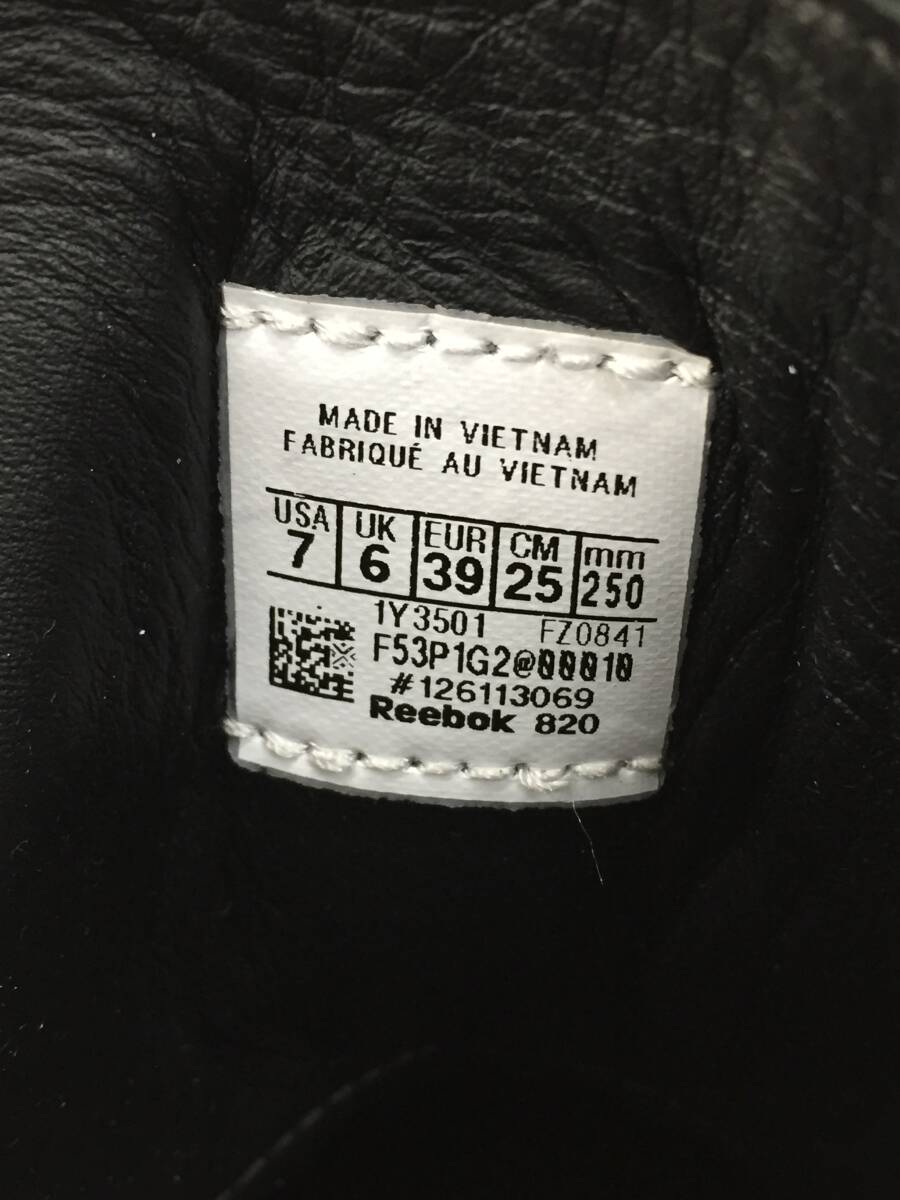 MADE IN VIETNAM
FABRIQUÉ AU VIETNAM
USA UK EUR CM mm
7 6 39 25 250
1Y3501 FZ0841
F53P1G2@00010
#126113069
Reebok 820